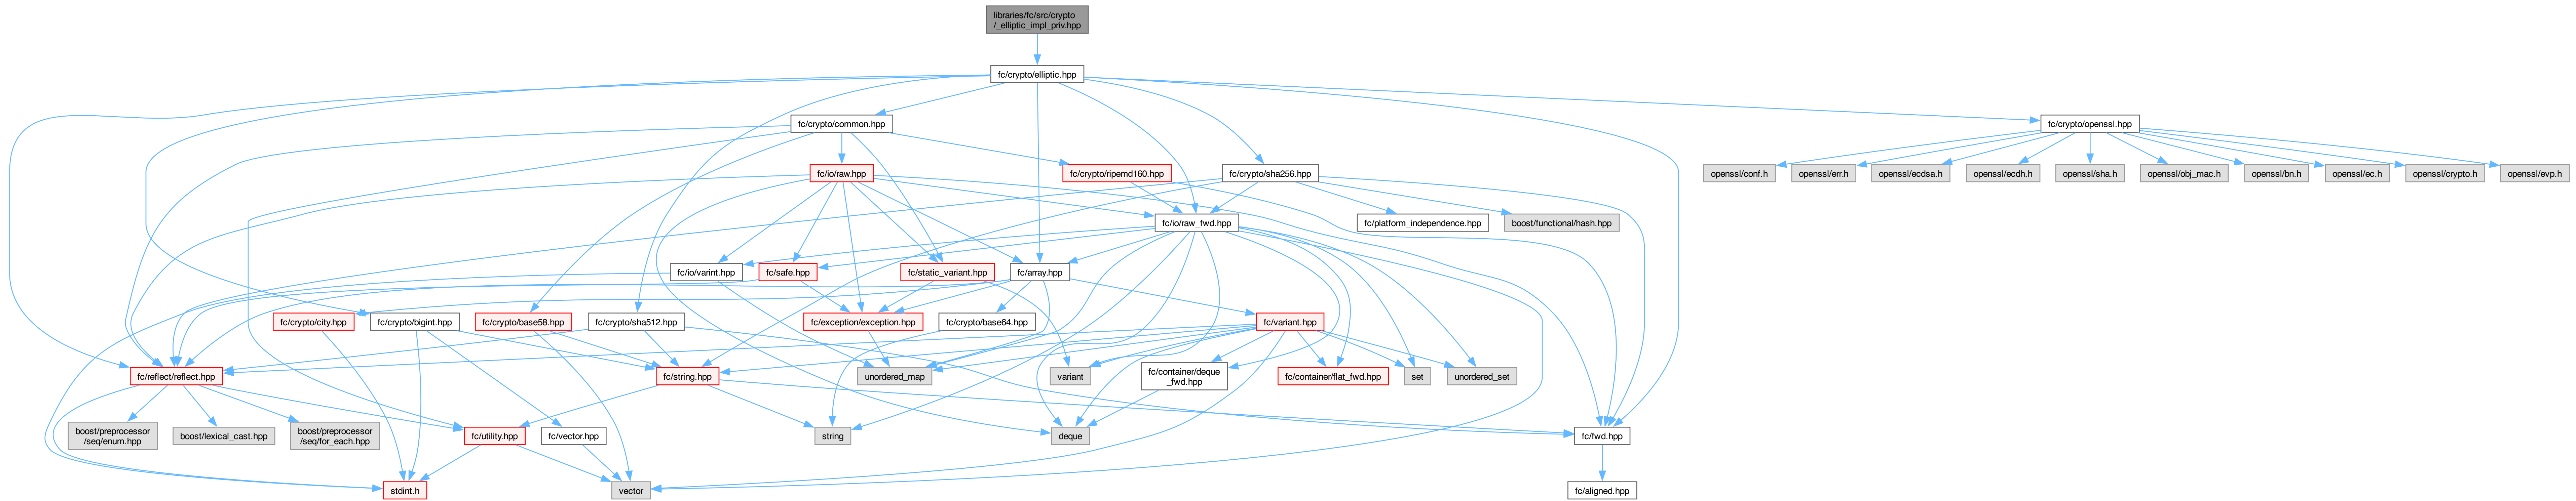 libraries/fc/src/crypto
/_elliptic_impl_priv.hpp
fc/crypto/elliptic.hpp
fc/crypto/common.hpp
fc/crypto/openssl.hpp
fc/io/raw.hpp
fc/crypto/ripemd160.hpp
fc/crypto/sha256.hpp
openssl/conf.h
openssl/err.h
openssl/ecdsa.h
openssl/ecdh.h
openssl/sha.h
openssl/obj_mac.h
openssl/bn.h
openssl/ec.h
openssl/crypto.h
openssl/evp.h
fc/io/raw_fwd.hpp
fc/platform_independence.hpp
boost/functional/hash.hpp
fc/io/varint.hpp
fc/safe.hpp
fc/static_variant.hpp
fc/array.hpp
fc/crypto/city.hpp
fc/crypto/bigint.hpp
fc/crypto/base58.hpp
fc/crypto/sha512.hpp
fc/exception/exception.hpp
fc/crypto/base64.hpp
fc/variant.hpp
fc/reflect/reflect.hpp
fc/string.hpp
unordered_map
variant
fc/container/deque
_fwd.hpp
fc/container/flat_fwd.hpp
set
unordered_set
boost/preprocessor
/seq/enum.hpp
boost/lexical_cast.hpp
boost/preprocessor
/seq/for_each.hpp
fc/utility.hpp
fc/vector.hpp
string
deque
fc/fwd.hpp
stdint.h
vector
fc/aligned.hpp